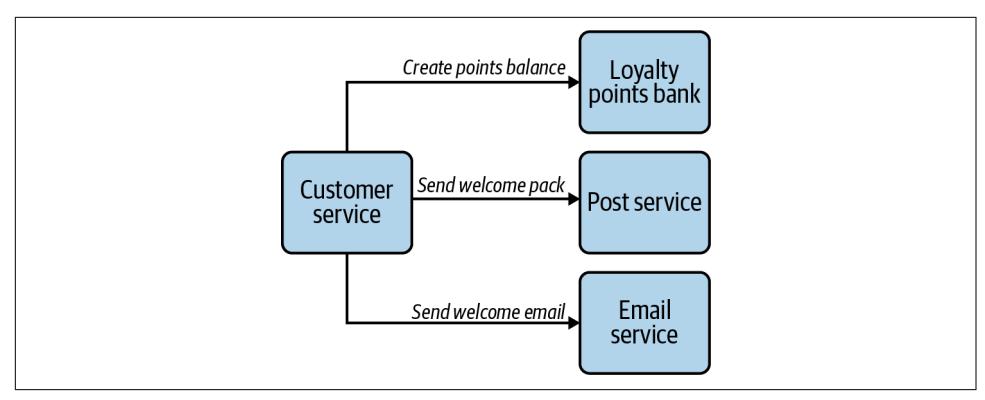 Create points balance
Loyalty
points bank
Customer
service
Send welcome pack
Post service
Send welcome email
Email
service